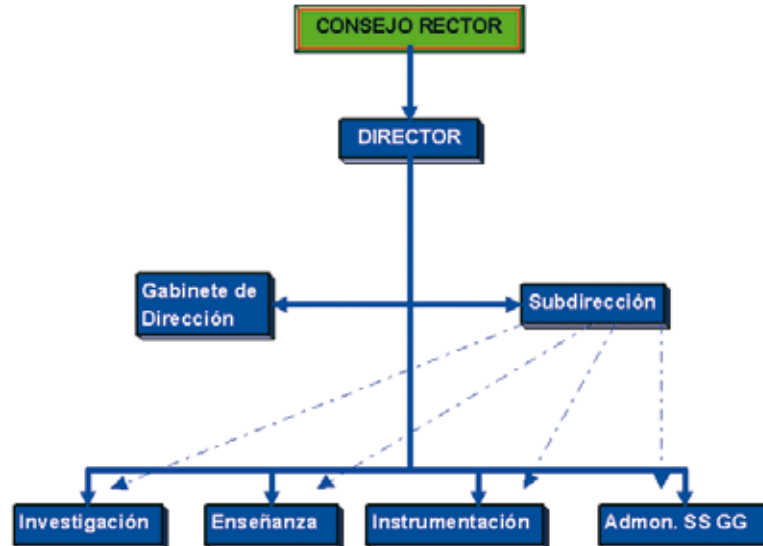 CONSEJO RECTOR
DIRECTOR
Gabinete de
Dirección
Subdirección
Investigación
Enseñanza
Instrumentación
Admon. SS GG